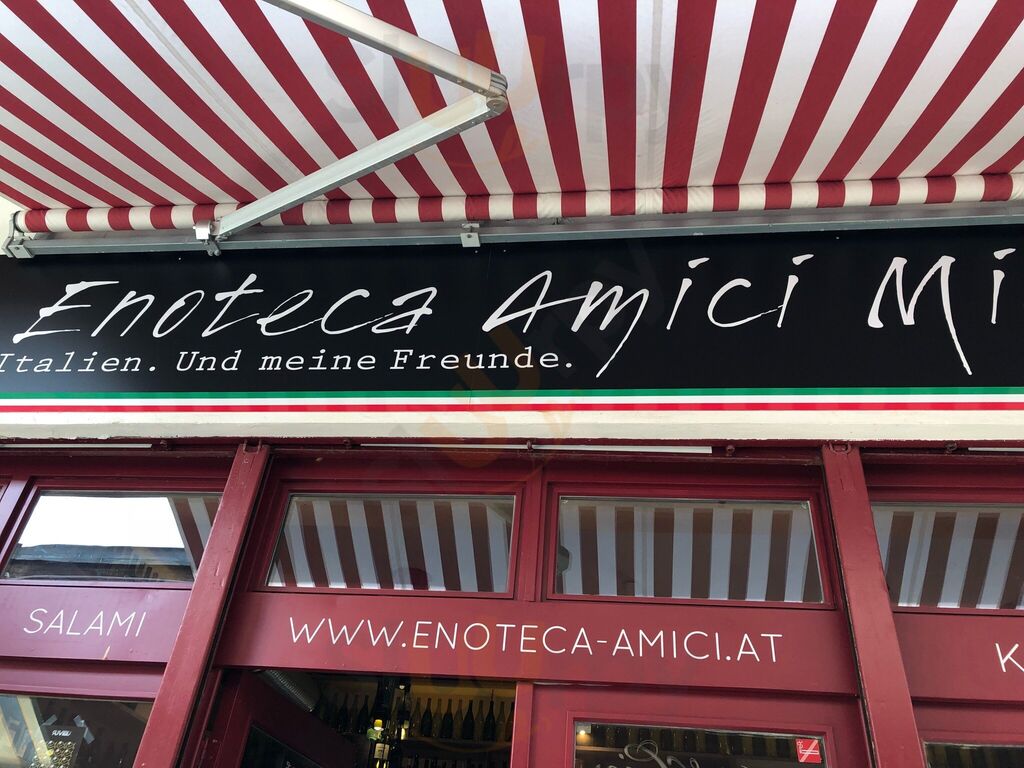 Enoteca Amici Mi
Italien. Und meine Freunde.
SALAMI
WWW.ENOTECA-AMICI.AT
K